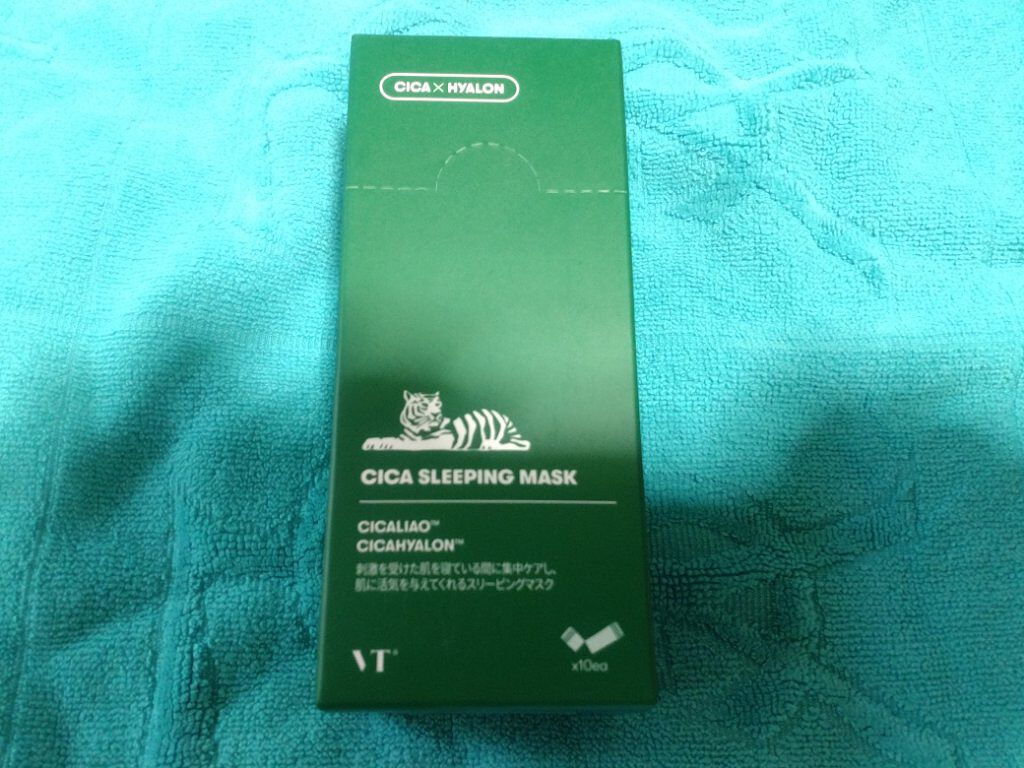 CICA×HYALON
CICA SLEEPING MASK
CICALIAO™
CICAHYALON™
刺激を受けた肌を寝ている間に集中ケアし、
肌に活気を与えてくれるスリーピングマスク
VT®
x10ea